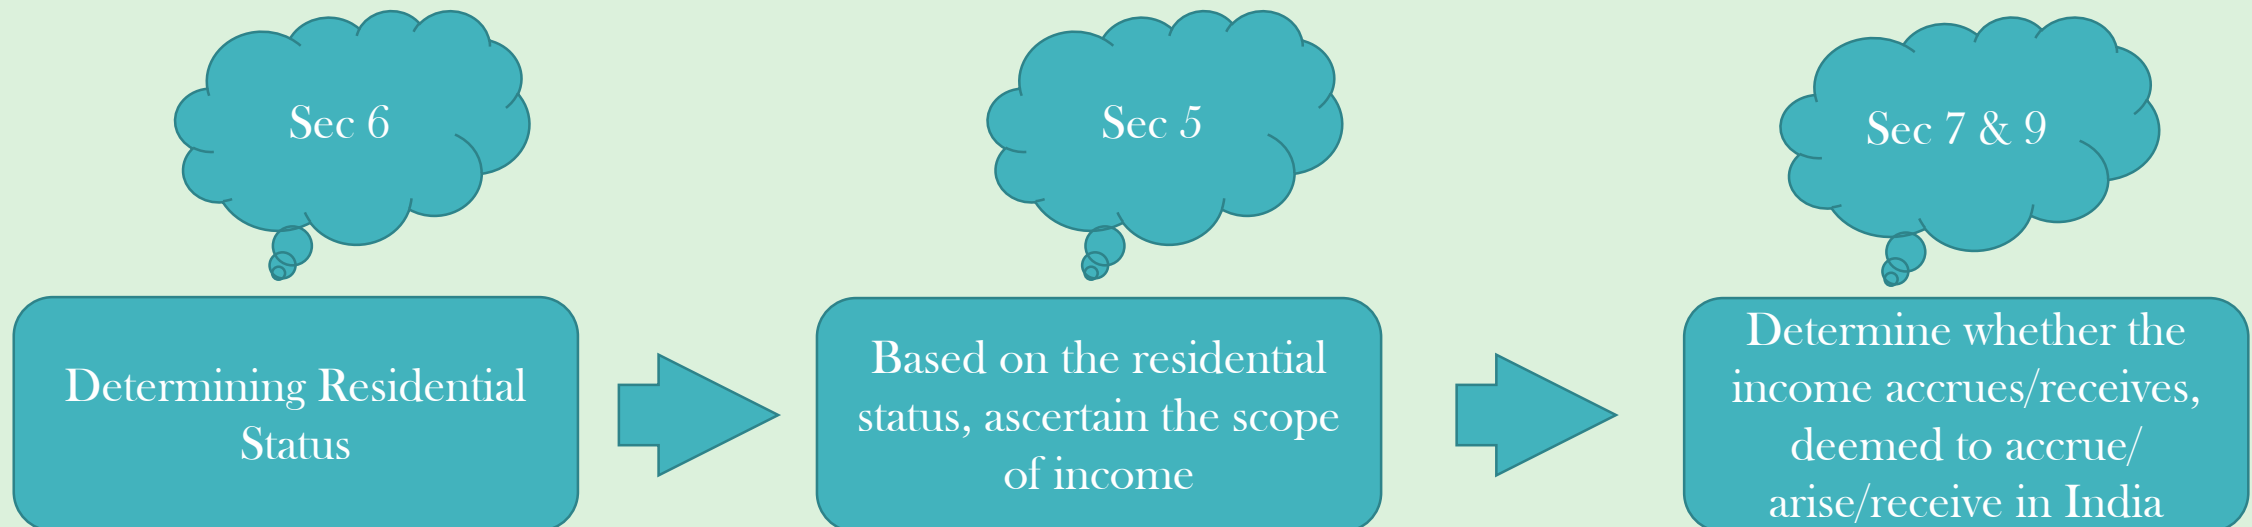 Sec 6
Determining Residential
Status
Sec 5
Based on the residential
status, ascertain the scope
of income
Sec 7 & 9
Determine whether the
income accrues/receives,
deemed to accrue/
arise/receive in India